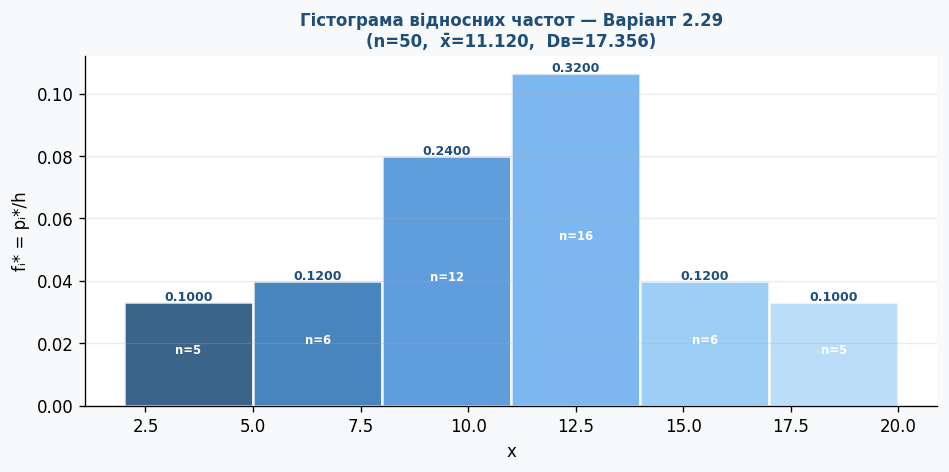 Гістограма відносних частот — Варіант 2.29
(n=50, x̄=11.120, Dв=17.356)
fᵢ* = pᵢ*/h
0.10
0.08
0.06
0.04
0.02
0.00
0.1000
0.1200
0.2400
0.3200
0.1200
0.1000
n=5
n=6
n=12
n=16
n=6
n=5
2.5
5.0
7.5
10.0
12.5
15.0
17.5
20.0
x